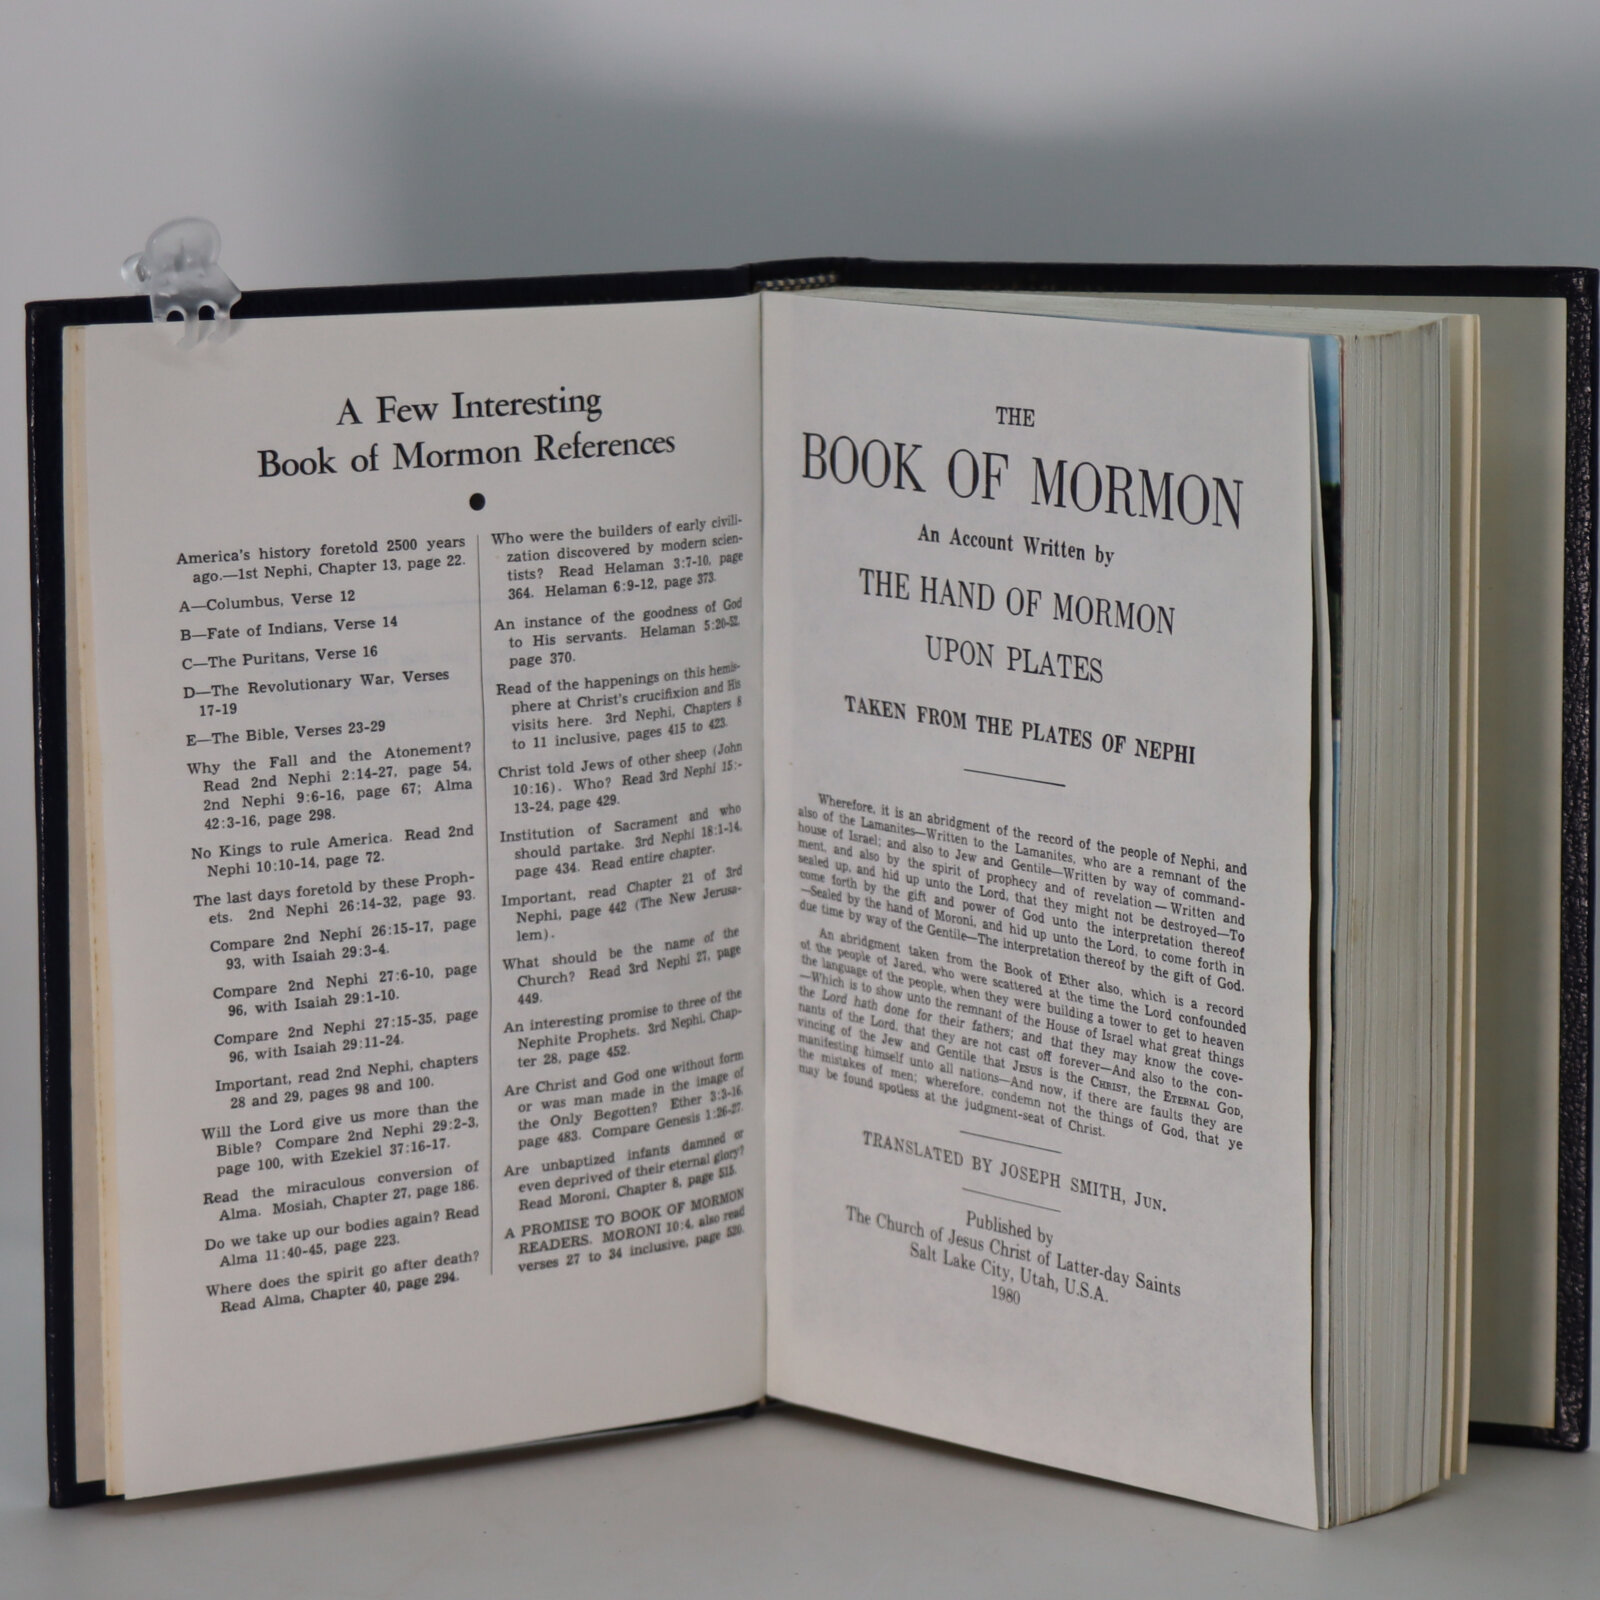 A Few Interesting
Book of Mormon References
America's history foretold 2500 years
ago.—1st Nephi, Chapter 13, page 22.
A—Columbus, Verse 12
B—Fate of Indians, Verse 14
C—The Puritans, Verse 16
D—The Revolutionary War, Verses
17-19
E—The Bible, Verses 23-29
Why the Fall and the Atonement?
Read 2nd Nephi 2:14-27, page 54,
2nd Nephi 9:6-16, page 67; Alma
42:3-16, page 298.
No Kings to rule America. Read 2nd
Nephi 10:10-14, page 72.
The last days foretold by these Proph-
ets. 2nd Nephi 26:14-32, page 93.
Compare 2nd Nephi 26:15-17, page
93, with Isaiah 29:3-4.
Compare 2nd Nephi 27:6-10, page
96, with Isaiah 29:1-10.
Compare 2nd Nephi 27:15-35, page
96, with Isaiah 29:11-24.
Important, read 2nd Nephi, chapters
28 and 29, pages 98 and 100.
Will the Lord give us more than the
Bible? Compare 2nd Nephi 29:2-3,
page 100, with Ezekiel 37:16-17.
Read the miraculous conversion of
Alma. Mosiah, Chapter 27, page 186.
Do we take up our bodies again? Read
Alma 11:40-45, page 223.
Where does the spirit go after death?
Read Alma, Chapter 40, page 294.
Who were the builders of early civili-
zation discovered by modern scien-
tists? Read Helaman 3:7-10, page
364. Helaman 6:9-12, page 373.
An instance of the goodness of God
to His servants. Helaman 5:20-52,
page 370.
Read of the happenings on this hemis-
phere at Christ's crucifixion and His
visits here. 3rd Nephi, Chapters 8
to 11 inclusive, pages 415 to 423.
Christ told Jews of other sheep (John
10:16). Who? Read 3rd Nephi 15:-
13-24, page 429.
Institution of Sacrament and who
should partake. 3rd Nephi 18:1-14,
page 434. Read entire chapter.
Important, read Chapter 21 of 3rd
Nephi, page 442 (The New Jerusa-
lem).
What should be the name of the
Church? Read 3rd Nephi 27, page
449.
An interesting promise to three of the
Nephite Prophets. 3rd Nephi, Chap-
ter 28, page 452.
Are Christ and God one without form
or was man made in the image of
the Only Begotten? Ether 3:3-16,
page 483. Compare Genesis 1:26-27.
Are unbaptized infants damned or
even deprived of their eternal glory?
Read Moroni, Chapter 8, page 515.
A PROMISE TO BOOK OF MORMON
READERS. MORONI 10:4, also read
verses 27 to 34 inclusive, page 520.
THE
BOOK OF MORMON
An Account Written by
THE HAND OF MORMON
UPON PLATES
TAKEN FROM THE PLATES OF NEPHI
Wherefore, it is an abridgment of the record of the people of Nephi, and
also of the Lamanites—Written to the Lamanites, who are a remnant of the
house of Israel; and also to Jew and Gentile—Written by way of command-
ment, and also by the spirit of prophecy and of revelation—Written and
sealed up, and hid up unto the Lord, that they might not be destroyed—To
come forth by the gift and power of God unto the interpretation thereof
—Sealed by the hand of Moroni, and hid up unto the Lord, to come forth in
due time by way of the Gentile—The interpretation thereof by the gift of God.
An abridgment taken from the Book of Ether also, which is a record
of the people of Jared, who were scattered at the time the Lord confounded
the language of the people, when they were building a tower to get to heaven
—Which is to show unto the remnant of the House of Israel what great things
the Lord hath done for their fathers; and that they may know the cove-
nants of the Lord, that they are not cast off forever—And also to the con-
vincing of the Jew and Gentile that JESUS is the CHRIST, the ETERNAL GOD,
manifesting himself unto all nations—And now, if there are faults they are
the mistakes of men; wherefore, condemn not the things of God, that ye
may be found spotless at the judgment-seat of Christ.
TRANSLATED BY JOSEPH SMITH, JUN.
Published by
The Church of Jesus Christ of Latter-day Saints
Salt Lake City, Utah, U.S.A.
1980